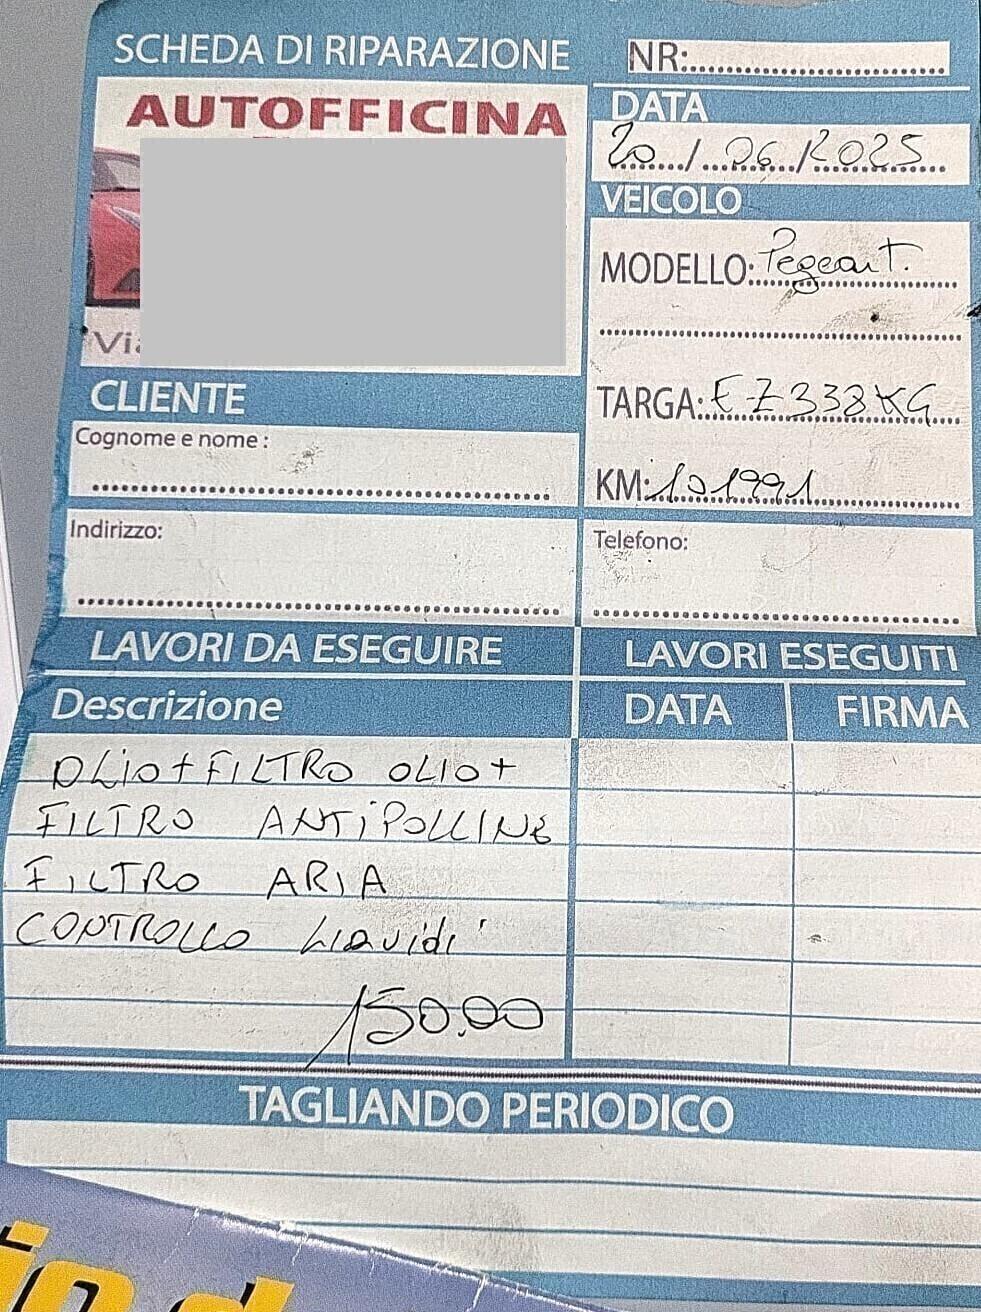 SCHEDA DI RIPARAZIONE
NR:
AUTOFFICINA
Via
DATA
20/06/2025
VEICOLO
MODELLO: Pegeout.
TARGA: EZ338KG
KM: 101991
CLIENTE
Cognome e nome :
Indirizzo:
Telefono:
LAVORI DA ESEGUIRE
LAVORI ESEGUITI
Descrizione
DATA
FIRMA
OLIO + FILTRO OLIO +
FILTRO ANTIPOLLINE
FILTRO ARIA
CONTROLLO Liquidi
150,00
TAGLIANDO PERIODICO